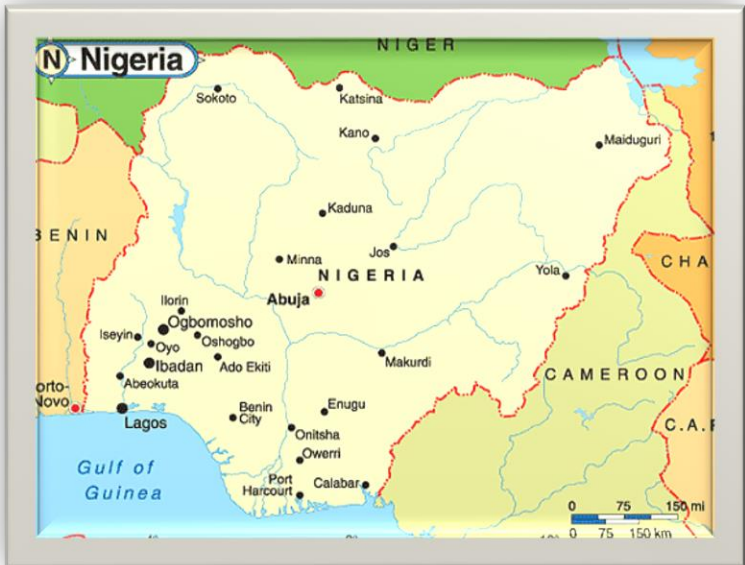 N Nigeria
NIGER
Sokoto
Katsina
Kano
Maiduguri
Kaduna
BENIN
Jos
CHA
Minna
NIGERIA
Yola
Abuja
Ilorin
Ogbomosho
Iseyin
Oshogbo
Oyo
Ibadan
Ado Ekiti
Makurdi
Abeokuta
CAMEROON
orto-
Novo
Lagos
Benin
City
Enugu
Onitsha
C.A.
Owerri
Gulf of
Guinea
Port
Harcourt
Calabar
0 75 150 mi
0 75 150 km